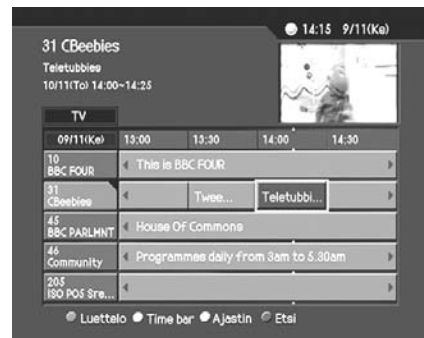 14:15 9/11(Ke)
31 CBeebies
Teletubbies
10/11(To) 14:00~14:25
TV
09/11(Ke) 13:00 13:30 14:00 14:30
10
BBC FOUR
This is BBC FOUR
31
CBeebies
Twee... Teletubbi...
45
BBC PARLMNT
House Of Commons
46
Community
Programmes daily from 3am to 5.30am
205
ISO POS Sre...
Luettelo Time bar Ajastin Etsi